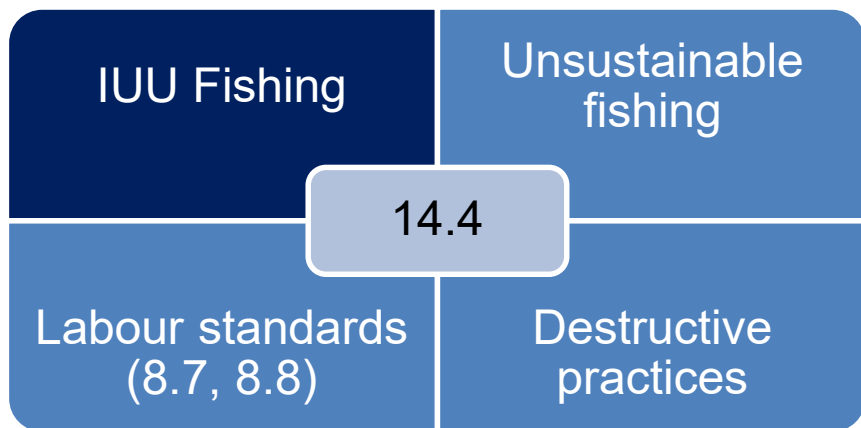 IUU Fishing
Unsustainable
fishing
14.4
Labour standards
(8.7, 8.8)
Destructive
practices